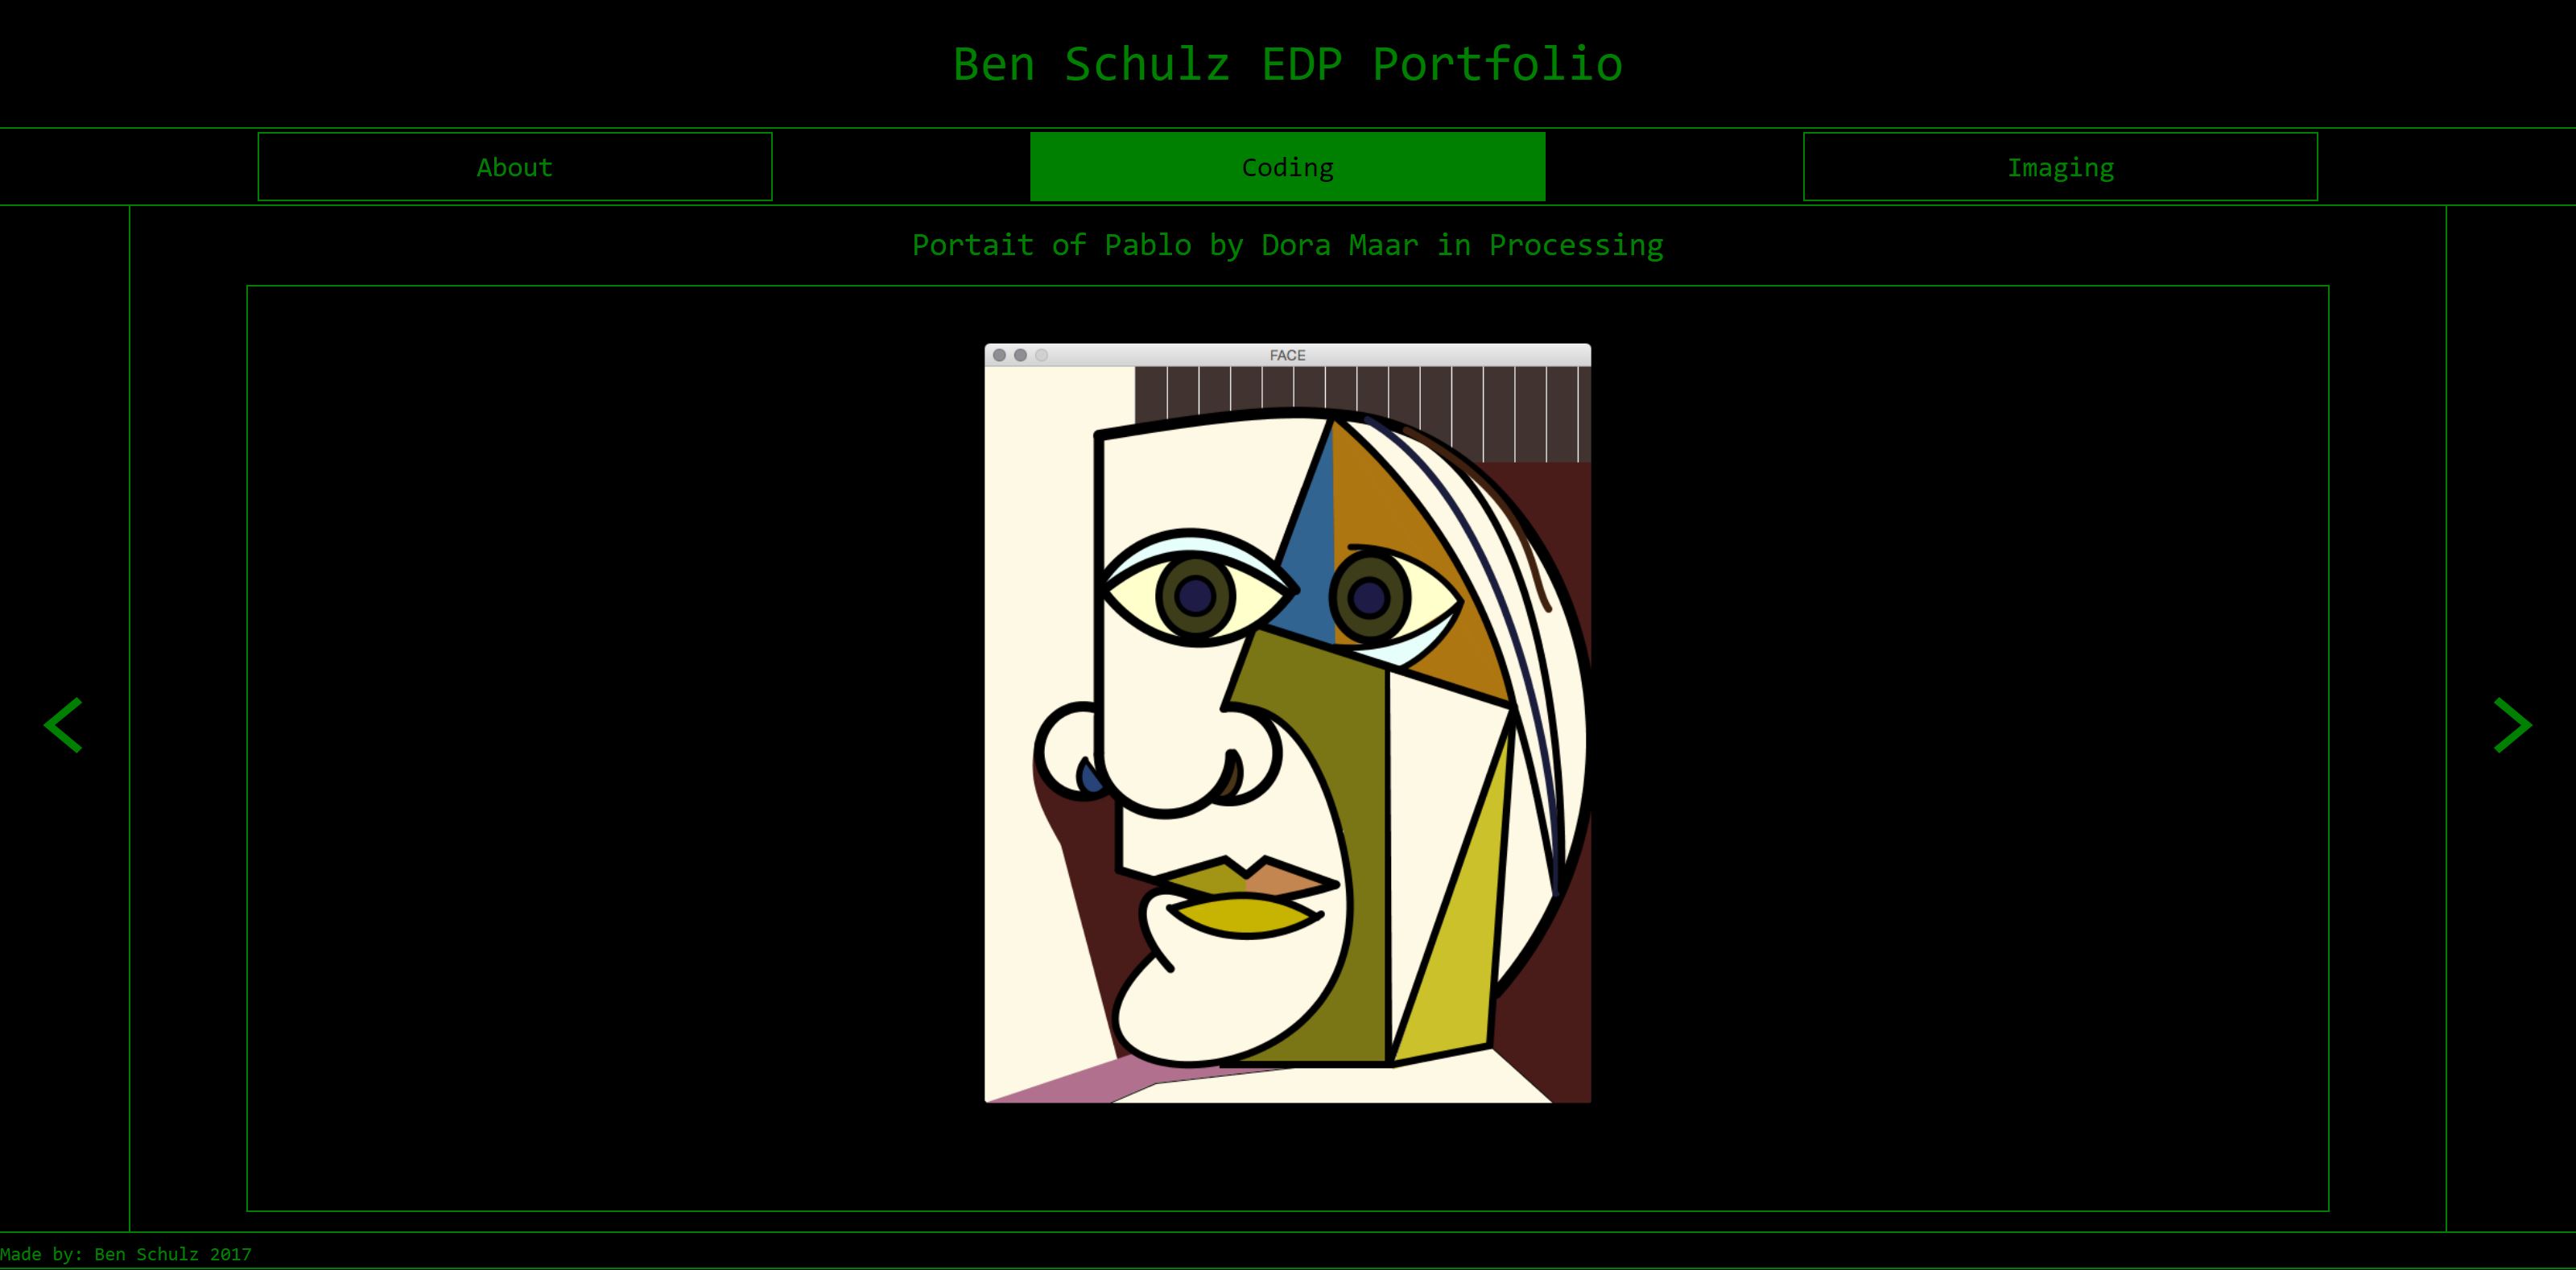 Ben Schulz EDP Portfolio
About
Coding
Imaging
Portait of Pablo by Dora Maar in Processing
FACE
Made by: Ben Schulz 2017